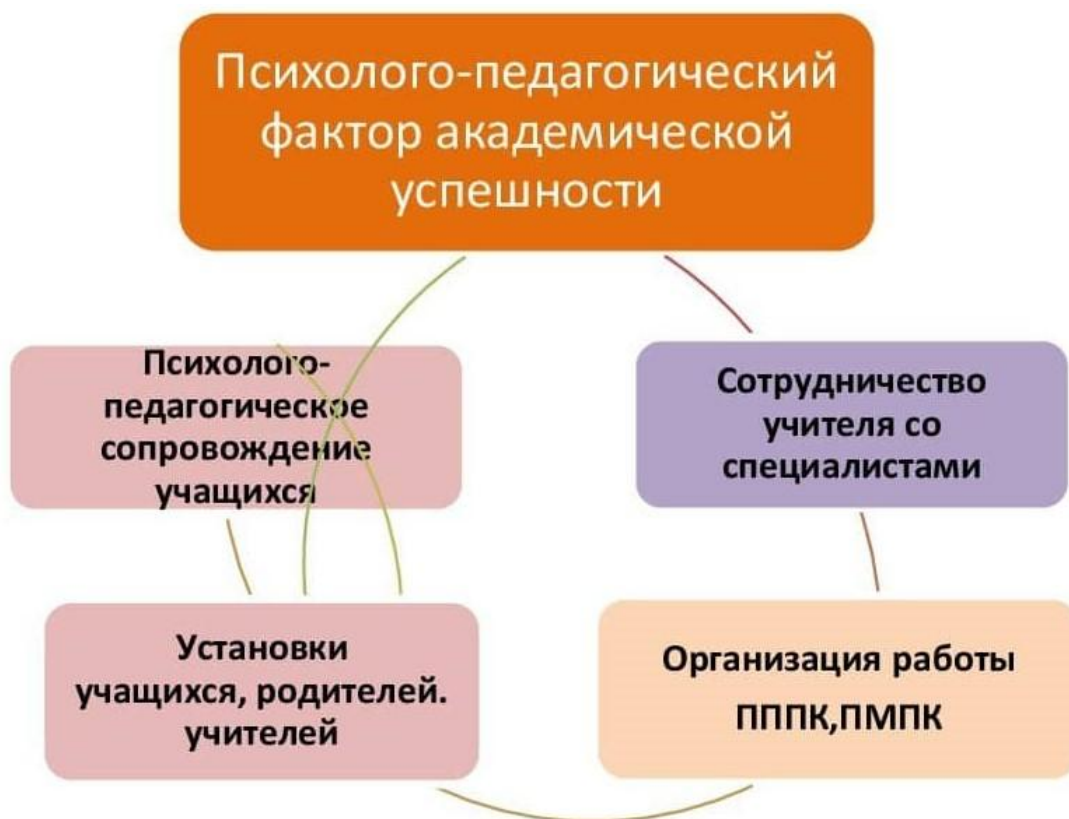 Психолого-педагогический
фактор академической
успешности
Психолого-
педагогическое
сопровождение
учащихся
Сотрудничество
учителя со
специалистами
Установки
учащихся, родителей.
учителей
Организация работы
ПППК,ПМПК